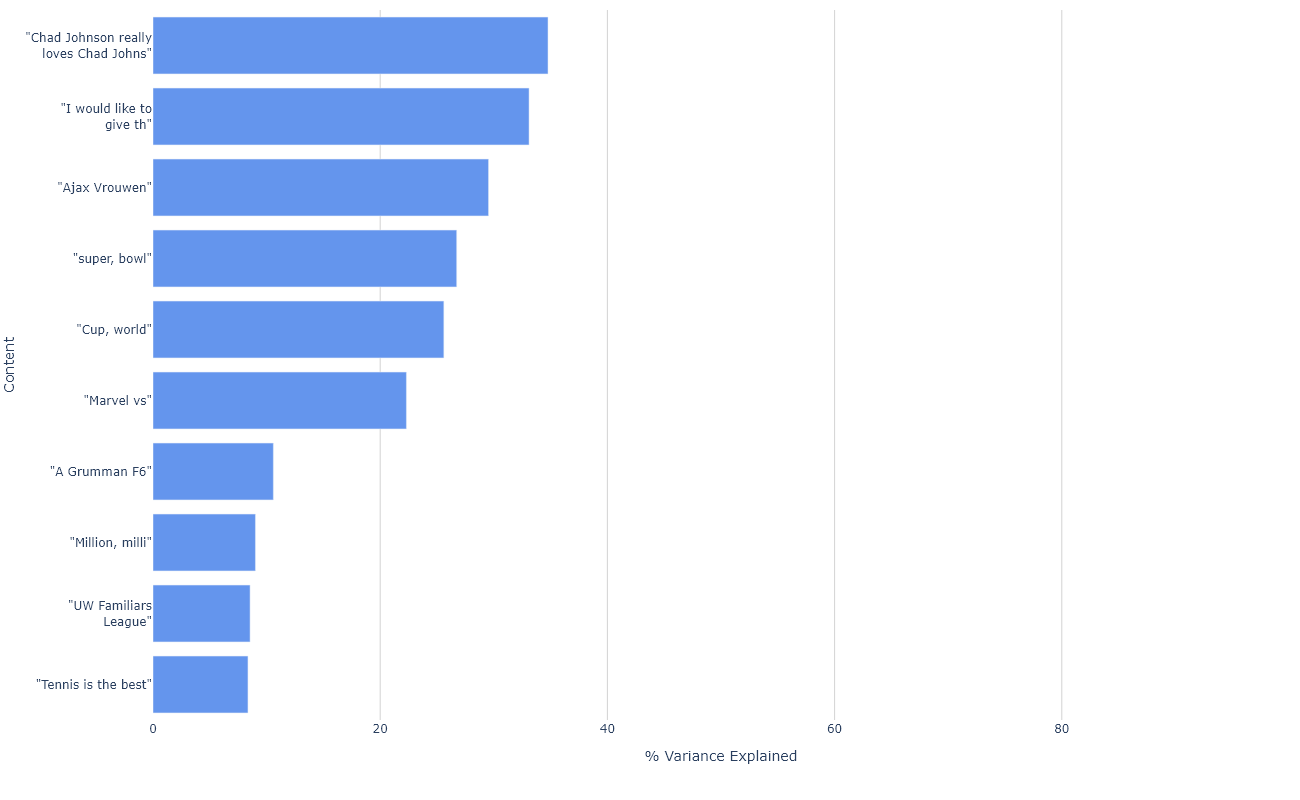 "Chad Johnson really
loves Chad Johns"
"I would like to
give th"
"Ajax Vrouwen"
"super, bowl"
"Cup, world"
"Marvel vs"
"A Grumman F6"
"Million, milli"
"UW Familiars
League"
"Tennis is the best"
Content
0
20
40
60
80
% Variance Explained